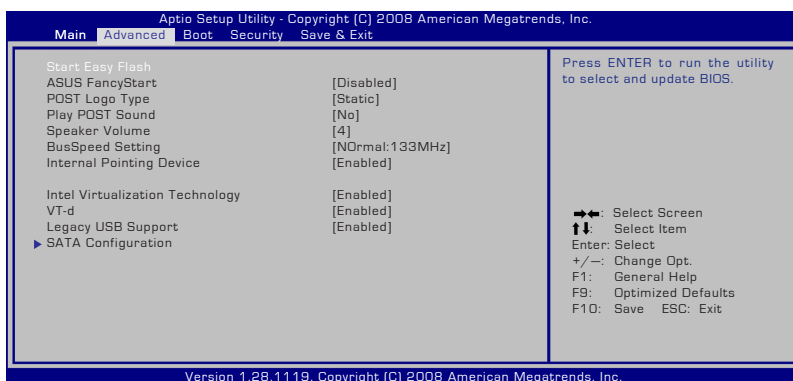 Aptio Setup Utility - Copyright (C) 2008 American Megatrends, Inc.
Main Advanced Boot Security Save & Exit
Start Easy Flash
ASUS FancyStart [Disabled]
POST Logo Type [Static]
Play POST Sound [No]
Speaker Volume [4]
BusSpeed Setting [NOrmal:133MHz]
Internal Pointing Device [Enabled]
Intel Virtualization Technology [Enabled]
VT-d [Enabled]
Legacy USB Support [Enabled]
SATA Configuration
Press ENTER to run the utility
to select and update BIOS.
→←: Select Screen
↑↓: Select Item
Enter: Select
+/—: Change Opt.
F1: General Help
F9: Optimized Defaults
F10: Save ESC: Exit
Version 1.28.1119. Copyright (C) 2008 American Megatrends, Inc.